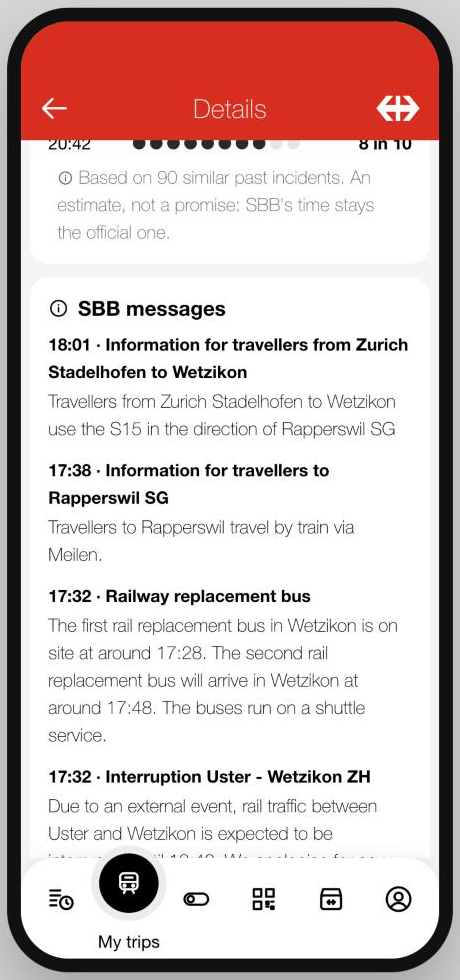 Details
20:42 8 in 10
Based on 90 similar past incidents. An
estimate, not a promise: SBB's time stays
the official one.
SBB messages
18:01 · Information for travellers from Zurich
Stadelhofen to Wetzikon
Travellers from Zurich Stadelhofen to Wetzikon
use the S15 in the direction of Rapperswil SG
17:38 · Information for travellers to
Rapperswil SG
Travellers to Rapperswil travel by train via
Meilen.
17:32 · Railway replacement bus
The first rail replacement bus in Wetzikon is on
site at around 17:28. The second rail
replacement bus will arrive in Wetzikon at
around 17:48. The buses run on a shuttle
service.
17:32 · Interruption Uster - Wetzikon ZH
Due to an external event, rail traffic between
Uster and Wetzikon is expected to be
My trips